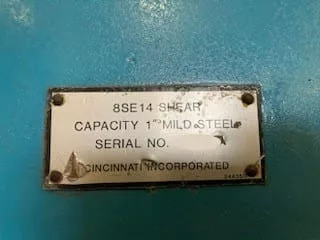 8SE14 SHEAR
CAPACITY 1" MILD STEEL
SERIAL NO.
CINCINNATI INCORPORATED